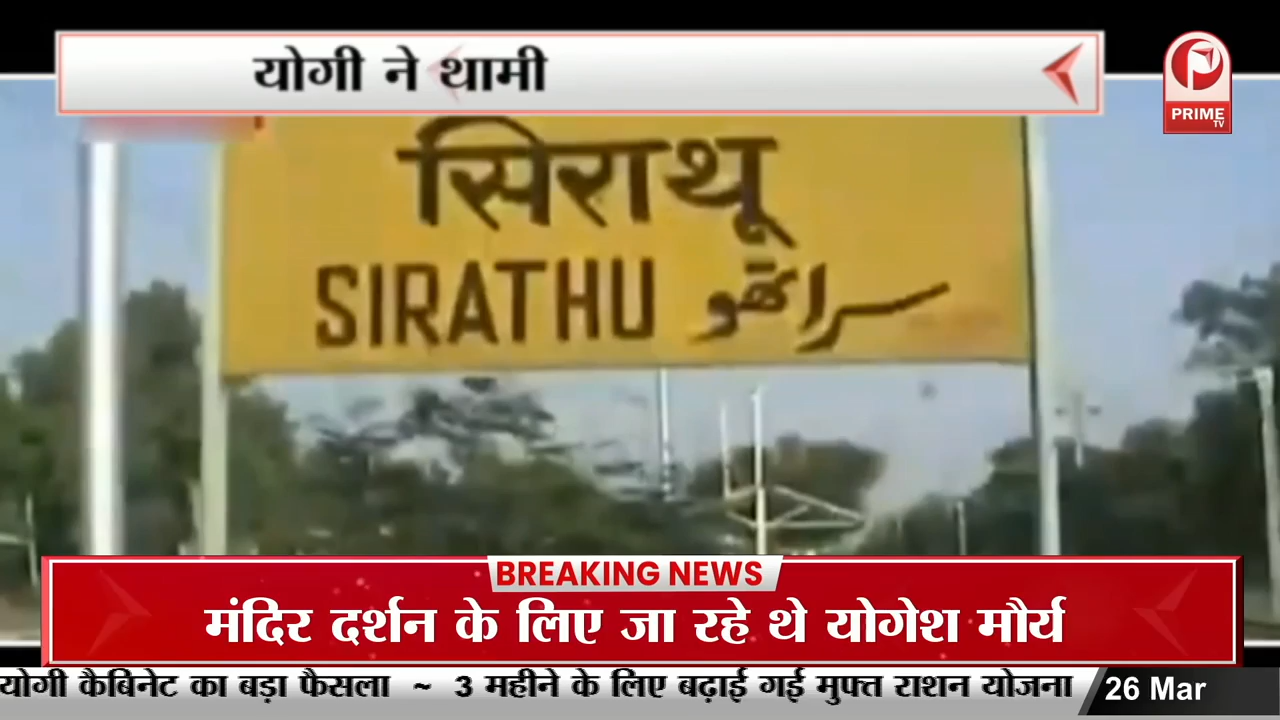 योगी ने थामी
PRIME
TV
सिराथू
SIRATHU سراتھو
BREAKING NEWS
मंदिर दर्शन के लिए जा रहे थे योगेश मौर्य
योगी कैबिनेट का बड़ा फैसला ~ 3 महीने के लिए बढ़ाई गई मुफ्त राशन योजना
26 Mar